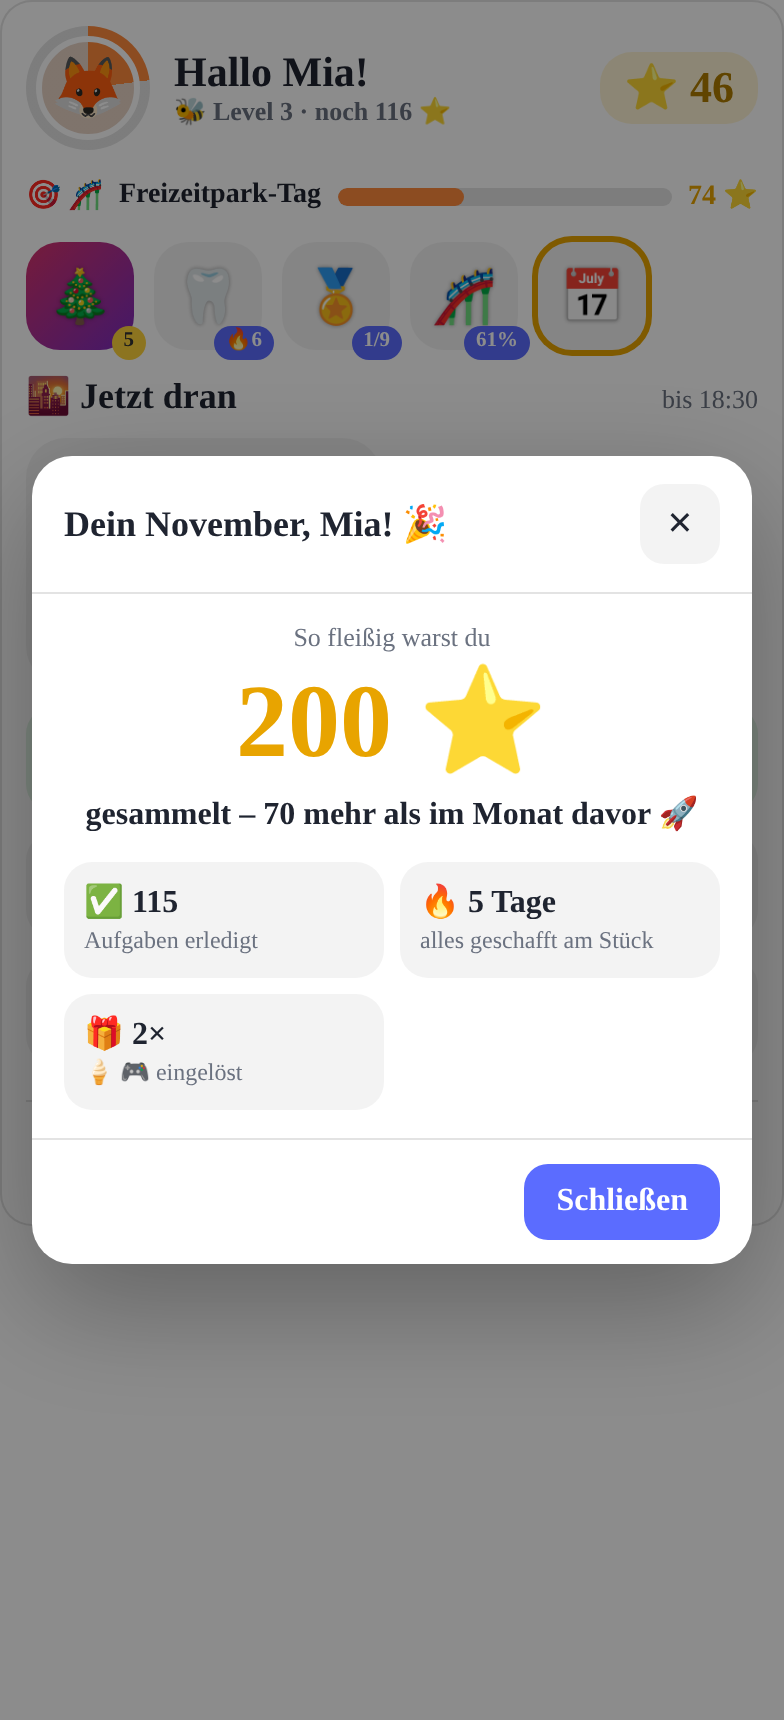 Hallo Mia!
46
Level 3 · noch 116
Freizeitpark-Tag
74
5
6
1/9
61%
July
17
Jetzt dran
bis 18:30
Dein November, Mia!
✕
So fleißig warst du
200
gesammelt – 70 mehr als im Monat davor
115
Aufgaben erledigt
5 Tage
alles geschafft am Stück
2×
eingelöst
Schließen